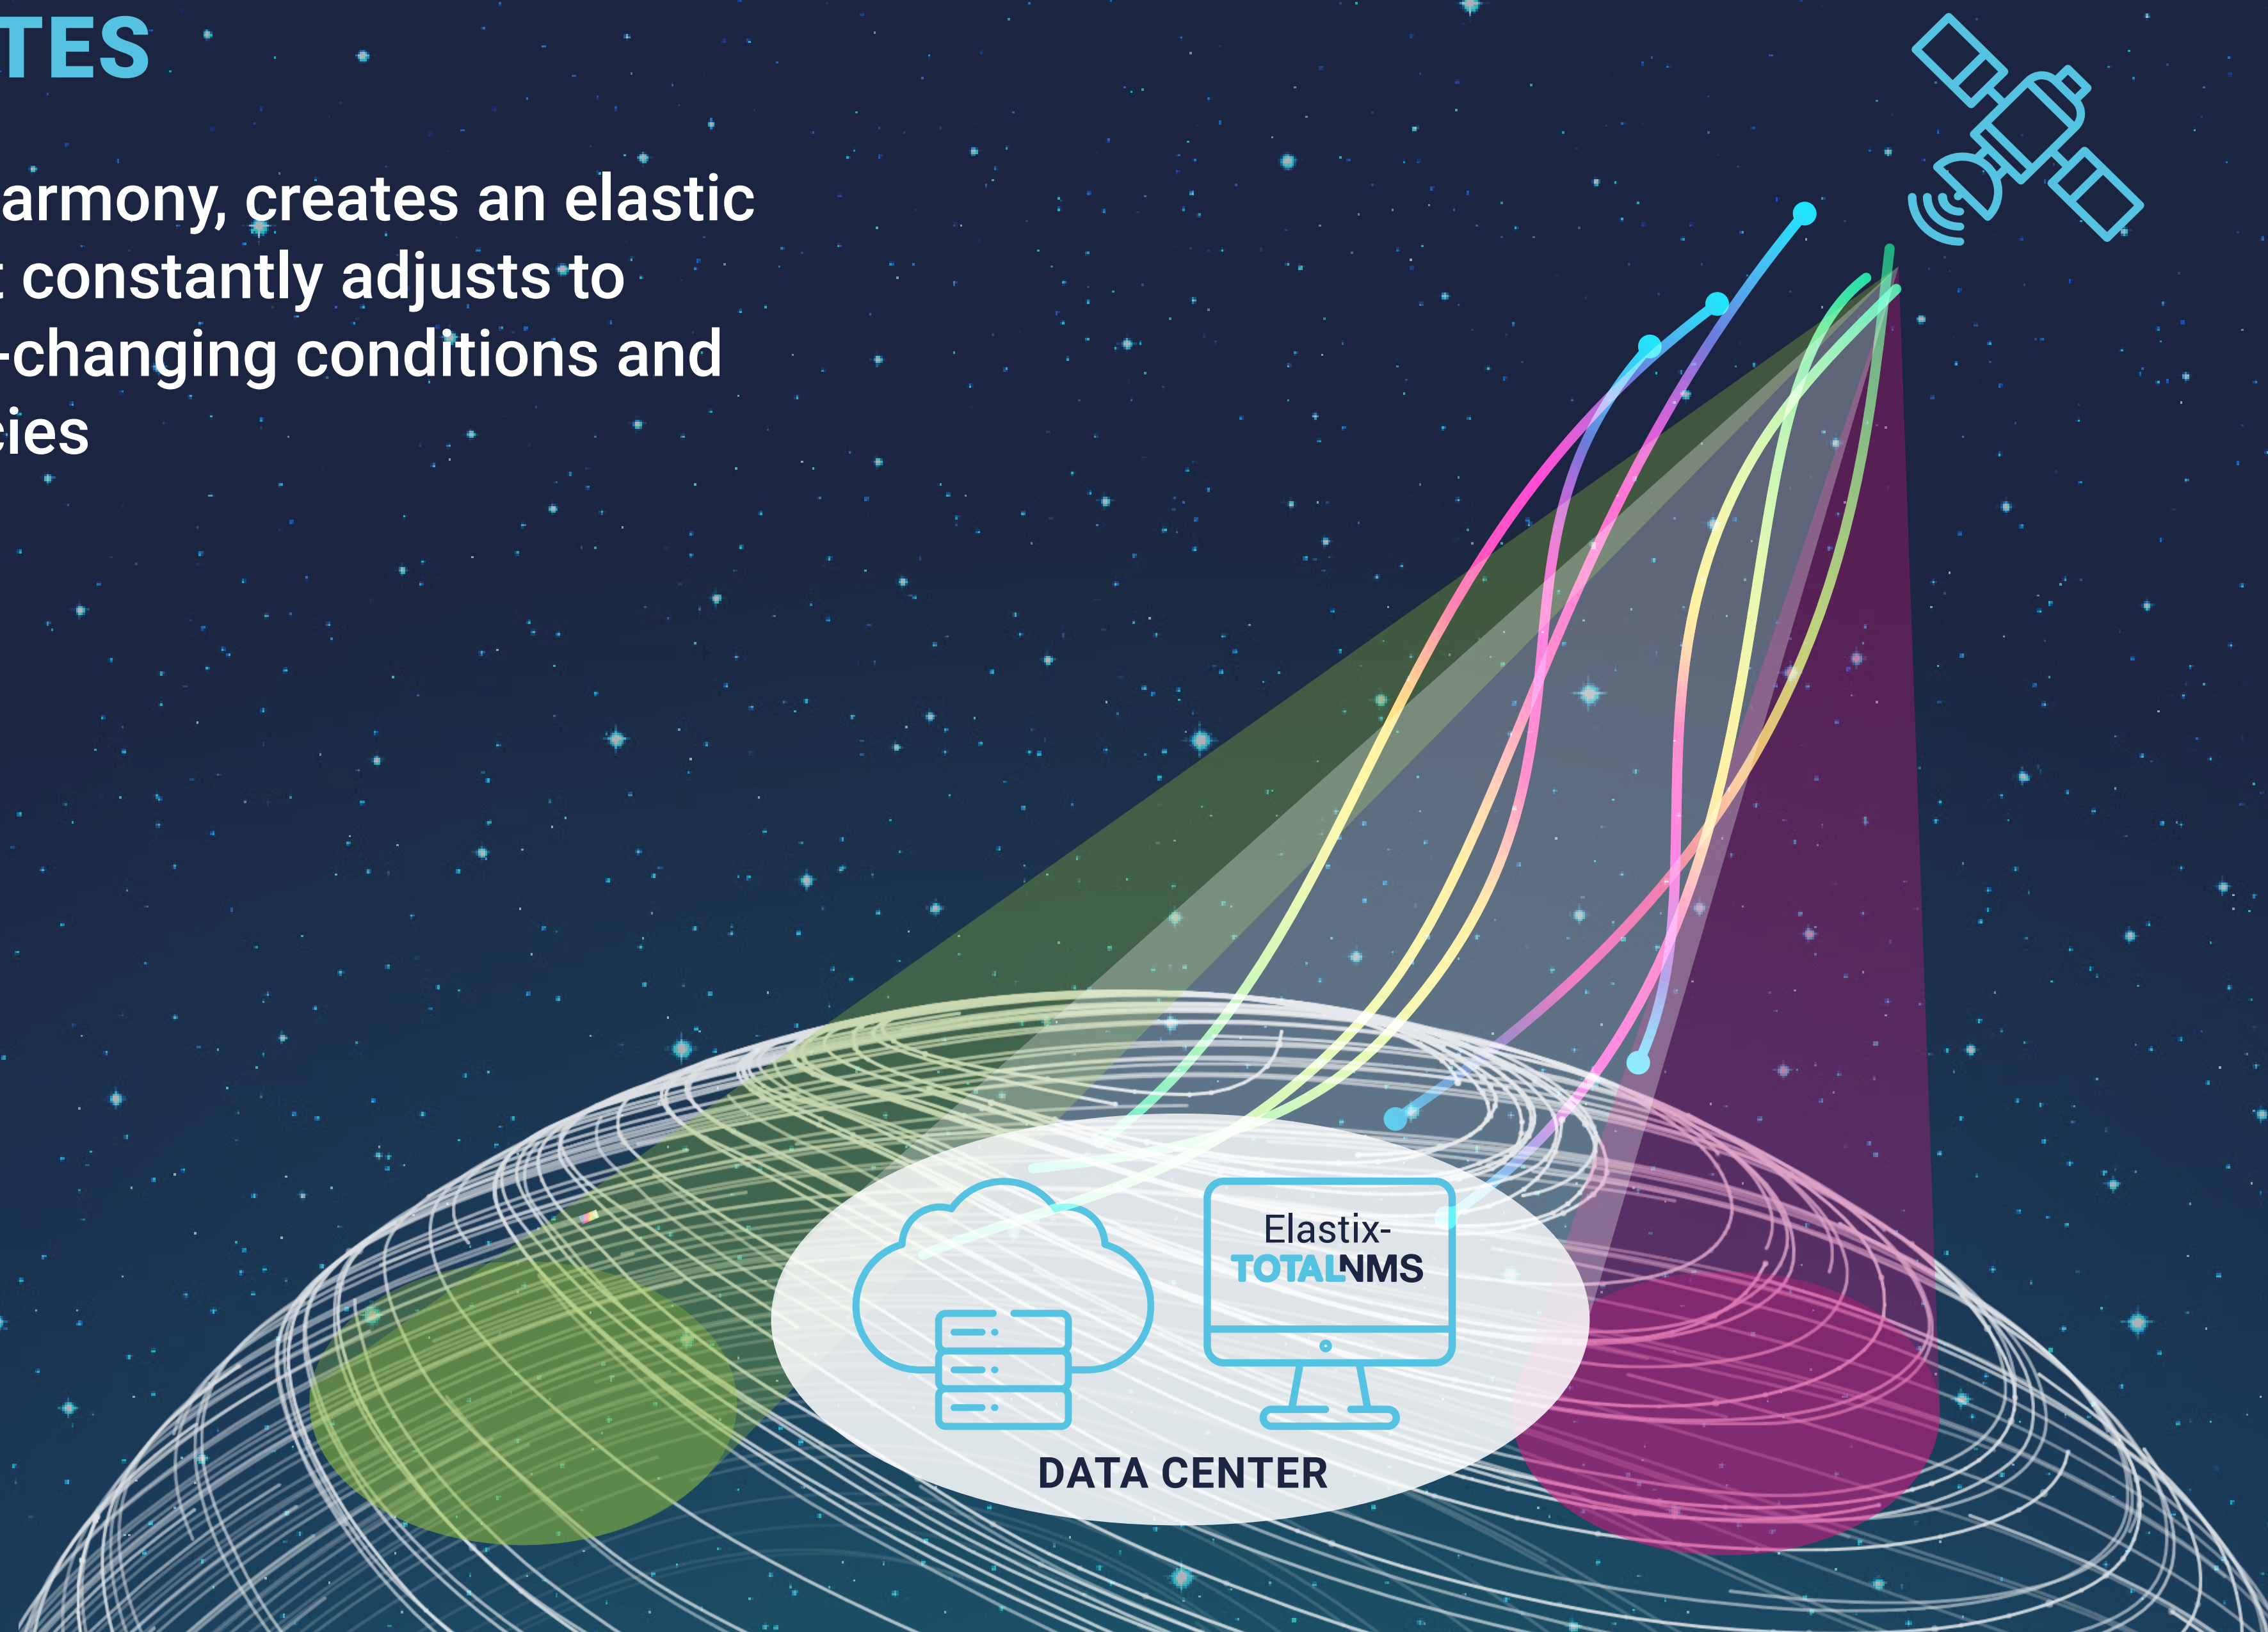 TES
armony, creates an elastic
constantly adjusts to
-changing conditions and
cies
Elastix-
TOTALNMS
DATA CENTER